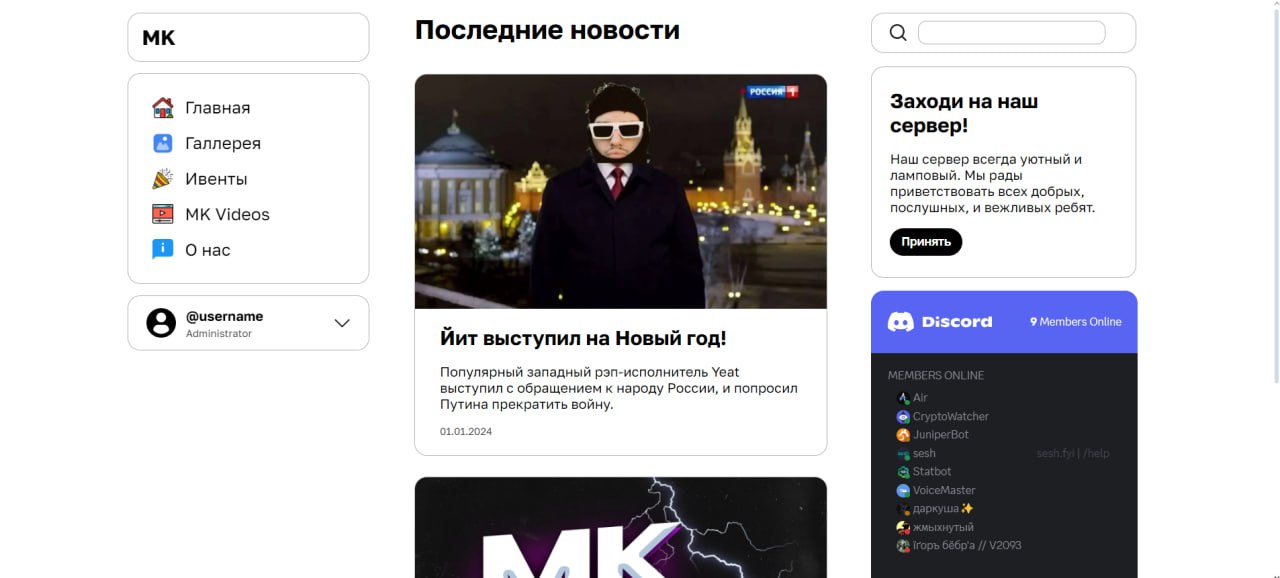 МК
Главная
Галлерея
Ивенты
MK Videos
О нас
@username
Administrator
Последние новости
РОССИЯ 1
Йит выступил на Новый год!
Популярный западный рэп-исполнитель Yeat
выступил с обращением к народу России, и попросил
Путина прекратить войну.
01.01.2024
МК
Заходи на наш
сервер!
Наш сервер всегда уютный и
ламповый. Мы рады
приветствовать всех добрых,
послушных, и вежливых ребят.
Принять
Discord
9 Members Online
MEMBERS ONLINE
Air
CryptoWatcher
JuniperBot
sesh sesh.fyi | /help
Statbot
VoiceMaster
даркуша✨
жмыхнутый
їгоръ бёбр'а // V2093